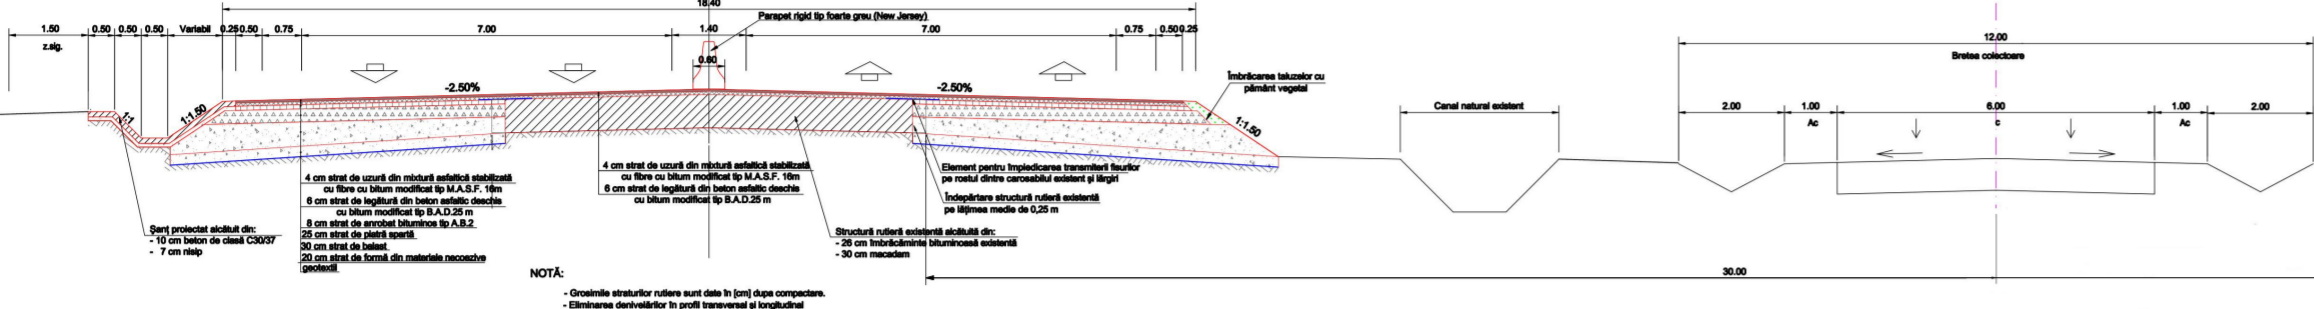 18.40
Parapet rigid tip foarte greu (New Jersey)
1.50 0.50 0.50 0.50 Variabil 0.25 0.50 0.75 7.00 1.40 7.00 0.75 0.50 0.25
z.sig.
0.60
12.00
Bretea colectoare
Îmbrăcarea taluzelor cu
pământ vegetal
-2.50% -2.50%
1:1 1:1.50 1:1.50
Canal natural existent
2.00 1.00 6.00 1.00 2.00
Ac c Ac
4 cm strat de uzură din mixtură asfaltică stabilizată
cu fibre cu bitum modificat tip M.A.S.F. 16m
6 cm strat de legătură din beton asfaltic deschis
cu bitum modificat tip B.A.D.25 m
8 cm strat de anrobat bituminos tip A.B.2
25 cm strat de piatră spartă
30 cm strat de balast
20 cm strat de formă din materiale necoezive
geotextil
4 cm strat de uzură din mixtură asfaltică stabilizată
cu fibre cu bitum modificat tip M.A.S.F. 16m
6 cm strat de legătură din beton asfaltic deschis
cu bitum modificat tip B.A.D.25 m
Element pentru împiedicarea transmiterii fisurilor
pe rostul dintre carosabilul existent și lărgiri
Îndepărtare structură rutieră existentă
pe lățimea medie de 0,25 m
Șanț proiectat alcătuit din:
- 10 cm beton de clasă C30/37
- 7 cm nisip
Structură rutieră existentă alcătuită din:
- 26 cm îmbrăcăminte bituminoasă existentă
- 30 cm macadam
30.00
NOTĂ:
- Grosimile straturilor rutiere sunt date în [cm] dupa compactare.
- Eliminarea denivelărilor în profil transversal și longitudinal